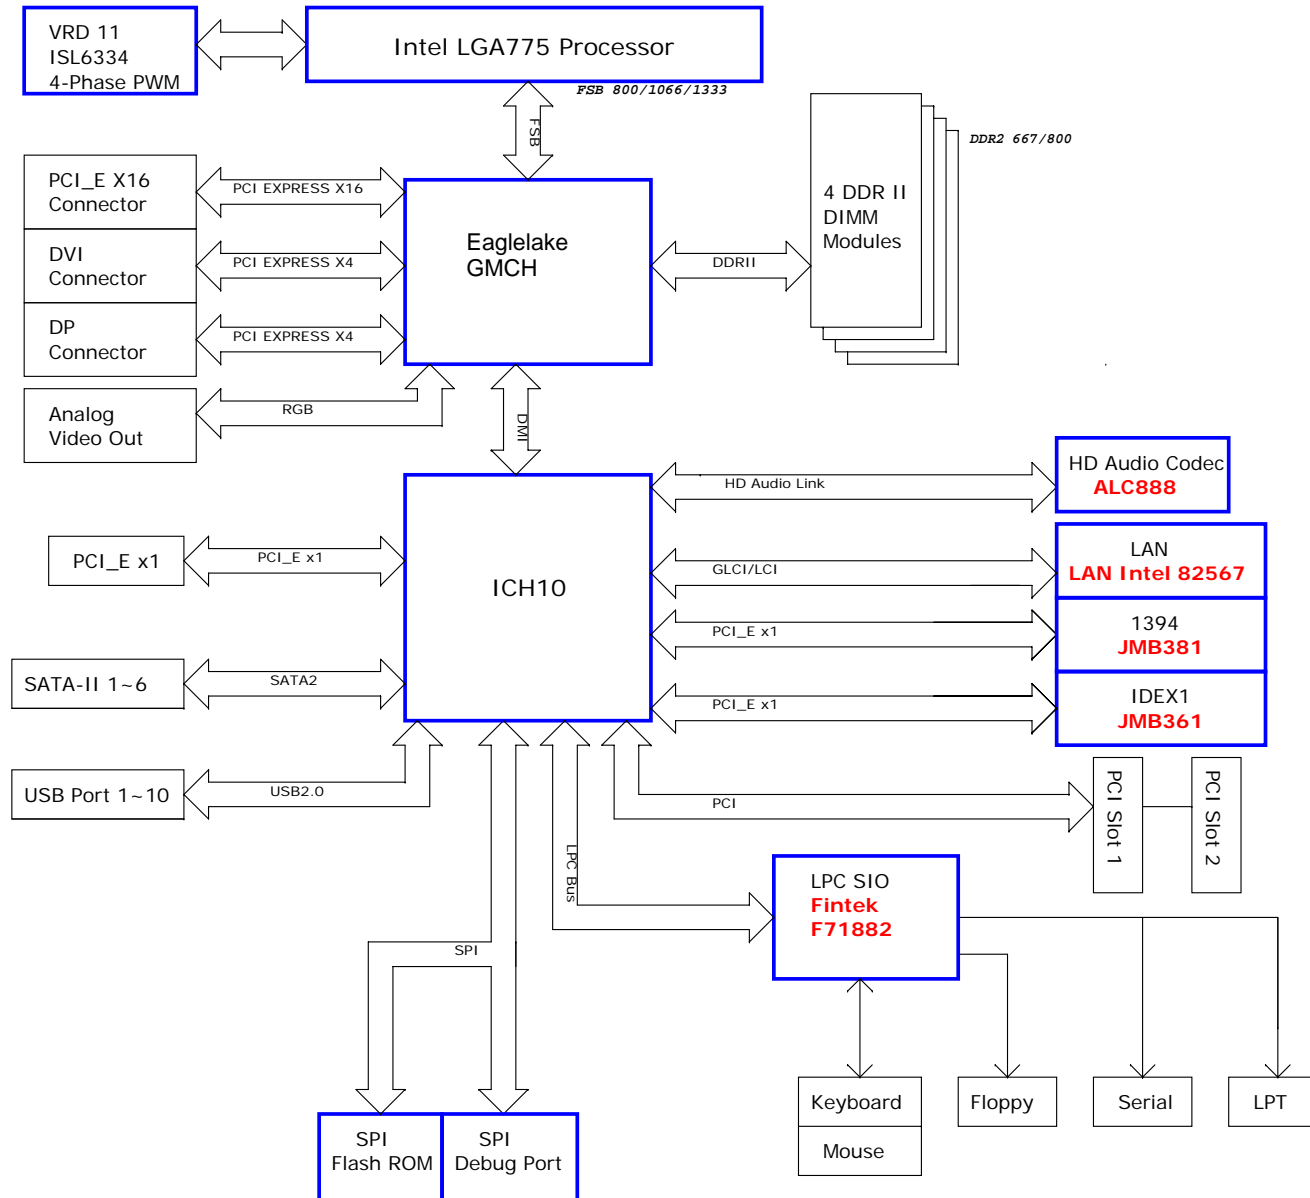 VRD 11
ISL6334
4-Phase PWM
Intel LGA775 Processor
FSB 800/1066/1333
FSB
DDR2 667/800
PCI_E X16
Connector
PCI EXPRESS X16
DVI
Connector
PCI EXPRESS X4
DP
Connector
PCI EXPRESS X4
Analog
Video Out
RGB
Eaglelake
GMCH
DDRII
4 DDR II
DIMM
Modules
DMI
HD Audio Link
HD Audio Codec
ALC888
PCI_E x1
PCI_E x1
ICH10
GLCI/LCI
LAN
LAN Intel 82567
PCI_E x1
1394
JMB381
SATA-II 1~6
SATA2
PCI_E x1
IDEX1
JMB361
USB Port 1~10
USB2.0
PCI
PCI Slot 1
PCI Slot 2
LPC Bus
LPC SIO
Fintek
F71882
SPI
Keyboard
Mouse
Floppy
Serial
LPT
SPI
Flash ROM
SPI
Debug Port